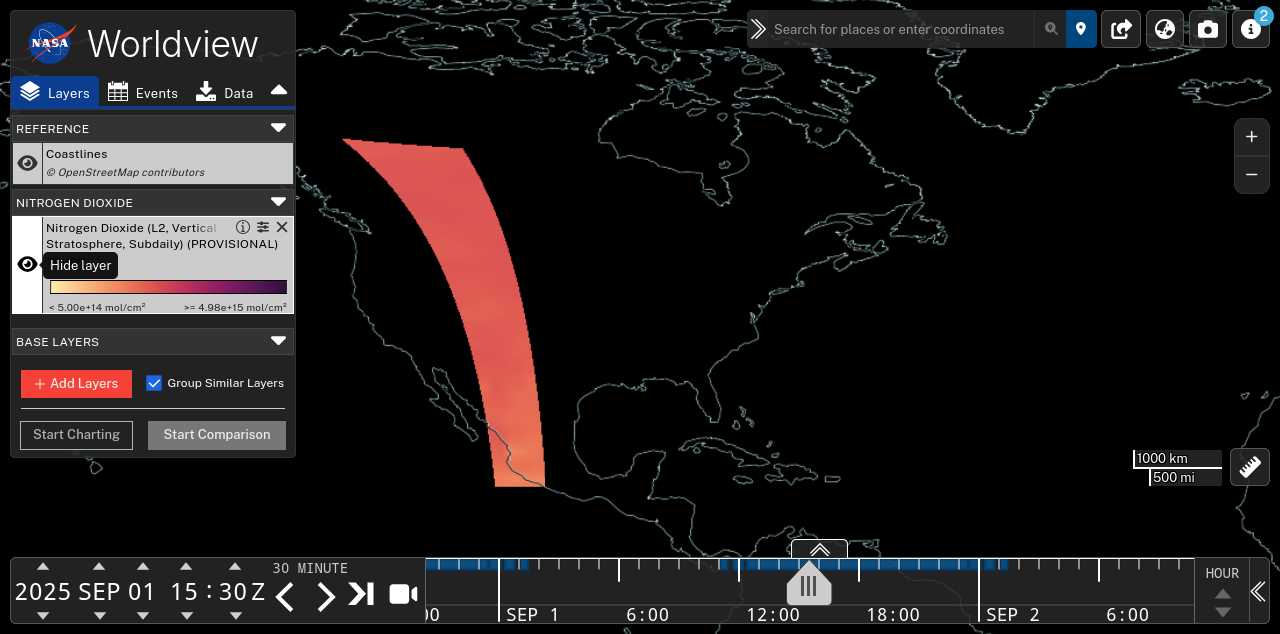 NASA
Worldview
Layers
Events
Data
Search for places or enter coordinates
2
REFERENCE
Coastlines
© OpenStreetMap contributors
NITROGEN DIOXIDE
Nitrogen Dioxide (L2, Vertical
Stratosphere, Subdaily) (PROVISIONAL)
Hide layer
< 5.00e+14 mol/cm²
>= 4.98e+15 mol/cm²
BASE LAYERS
+ Add Layers
Group Similar Layers
Start Charting
Start Comparison
+
−
1000 km
500 mi
2025 SEP 01 15 : 30 Z
30 MINUTE
00
SEP 1
6:00
12:00
18:00
SEP 2
6:00
HOUR